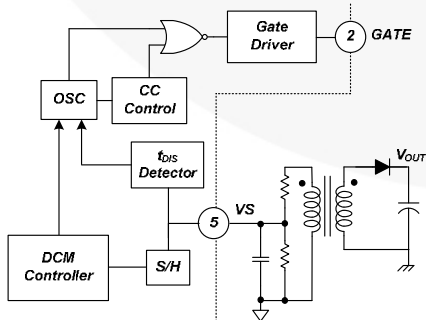 Gate
Driver
2
GATE
OSC
CC
Control
tDIS
Detector
5
VS
VOUT
DCM
Controller
S/H